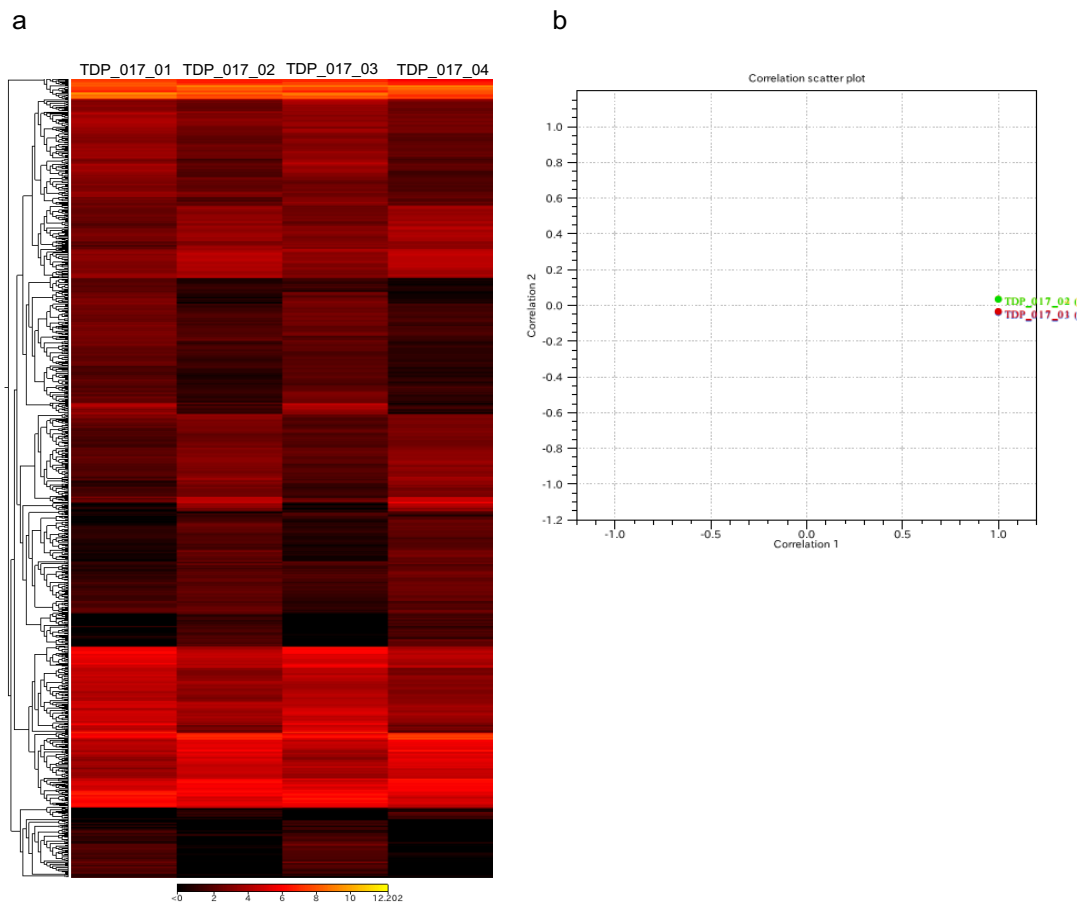 a
b
TDP_017_01 TDP_017_02 TDP_017_03 TDP_017_04
<0 2 4 6 8 10 12.202
Correlation scatter plot
Correlation 2
1.0
0.8
0.6
0.4
0.2
0.0
-0.2
-0.4
-0.6
-0.8
-1.0
-1.2
TDP_017_02 (
TDP_017_03 (
-1.0 -0.5 0.0 0.5 1.0
Correlation 1